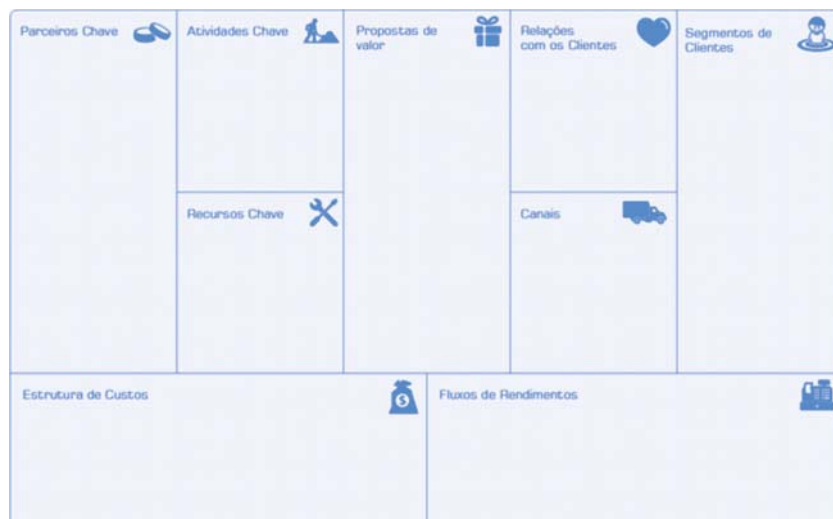 Parceiros Chave
Atividades Chave
Propostas de
valor
Relações
com os Clientes
Segmentos de
Clientes
Recursos Chave
Canais
Estrutura de Custos
$
Fluxos de Rendimentos